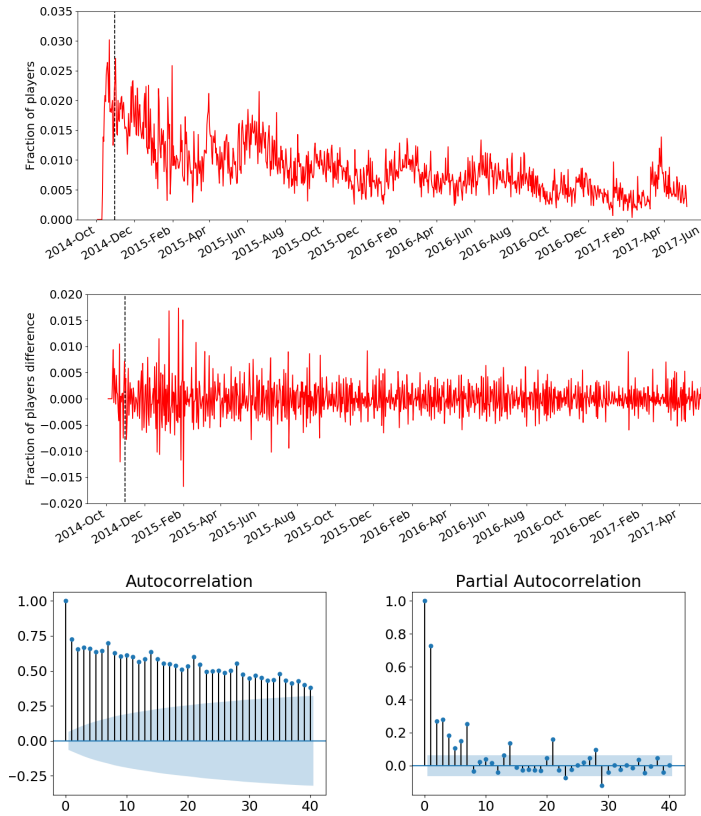 Fraction of players
0.035
0.030
0.025
0.020
0.015
0.010
0.005
0.000
2014-Oct
2014-Dec
2015-Feb
2015-Apr
2015-Jun
2015-Aug
2015-Oct
2015-Dec
2016-Feb
2016-Apr
2016-Jun
2016-Aug
2016-Oct
2016-Dec
2017-Feb
2017-Apr
2017-Jun
Fraction of players difference
0.020
0.015
0.010
0.005
0.000
−0.005
−0.010
−0.015
−0.020
2014-Oct
2014-Dec
2015-Feb
2015-Apr
2015-Jun
2015-Aug
2015-Oct
2015-Dec
2016-Feb
2016-Apr
2016-Jun
2016-Aug
2016-Oct
2016-Dec
2017-Feb
2017-Apr
Autocorrelation
1.00
0.75
0.50
0.25
0.00
−0.25
0 10 20 30 40
Partial Autocorrelation
1.0
0.8
0.6
0.4
0.2
0.0
0 10 20 30 40